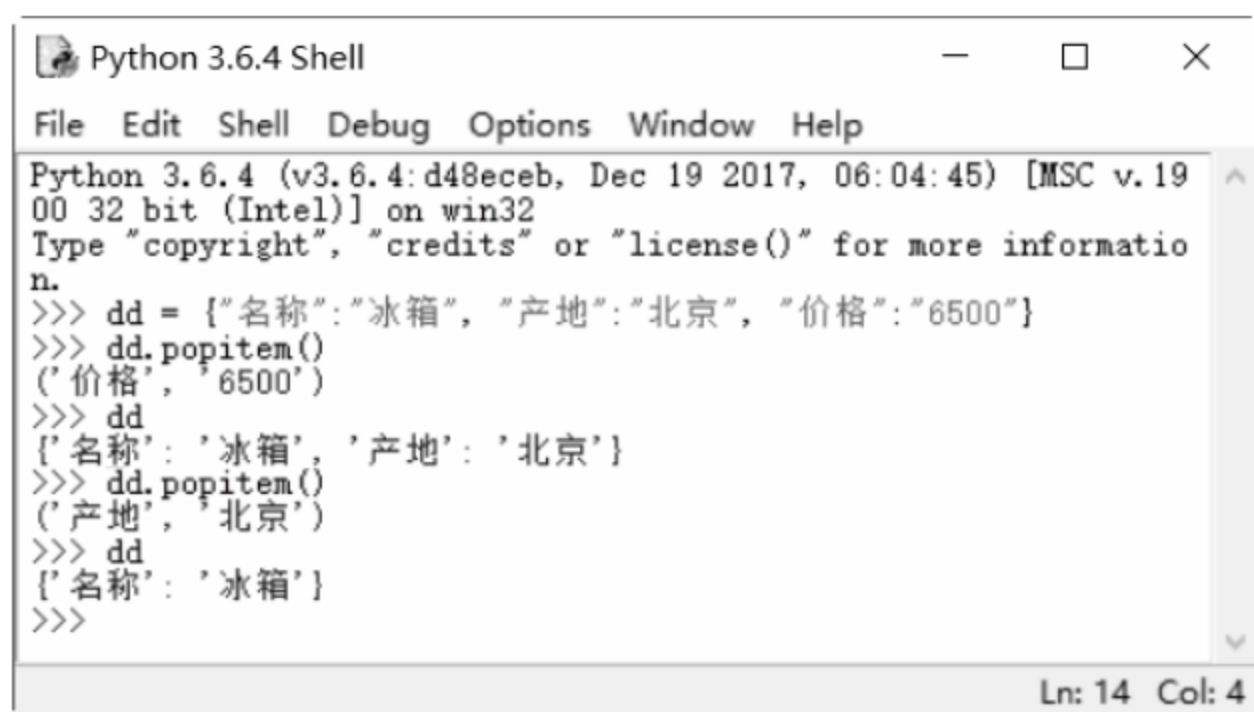 Python 3.6.4 Shell
File Edit Shell Debug Options Window Help
Python 3.6.4 (v3.6.4:d48eceb, Dec 19 2017, 06:04:45) [MSC v.19
00 32 bit (Intel)] on win32
Type "copyright", "credits" or "license()" for more informatio
n.
>>> dd = {"名称":"冰箱", "产地":"北京", "价格":"6500"}
>>> dd.popitem()
('价格', '6500')
>>> dd
{'名称': '冰箱', '产地': '北京'}
>>> dd.popitem()
('产地', '北京')
>>> dd
{'名称': '冰箱'}
>>>
Ln: 14 Col: 4